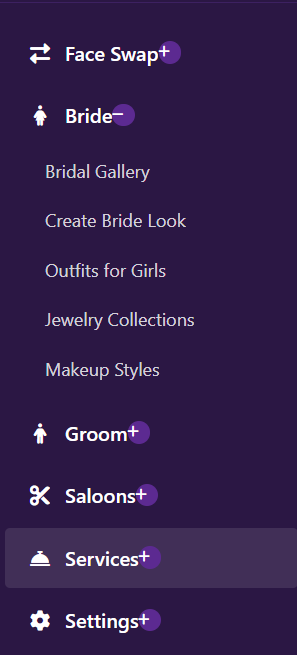 Face Swap+
Bride−
Bridal Gallery
Create Bride Look
Outfits for Girls
Jewelry Collections
Makeup Styles
Groom+
Saloons+
Services+
Settings+